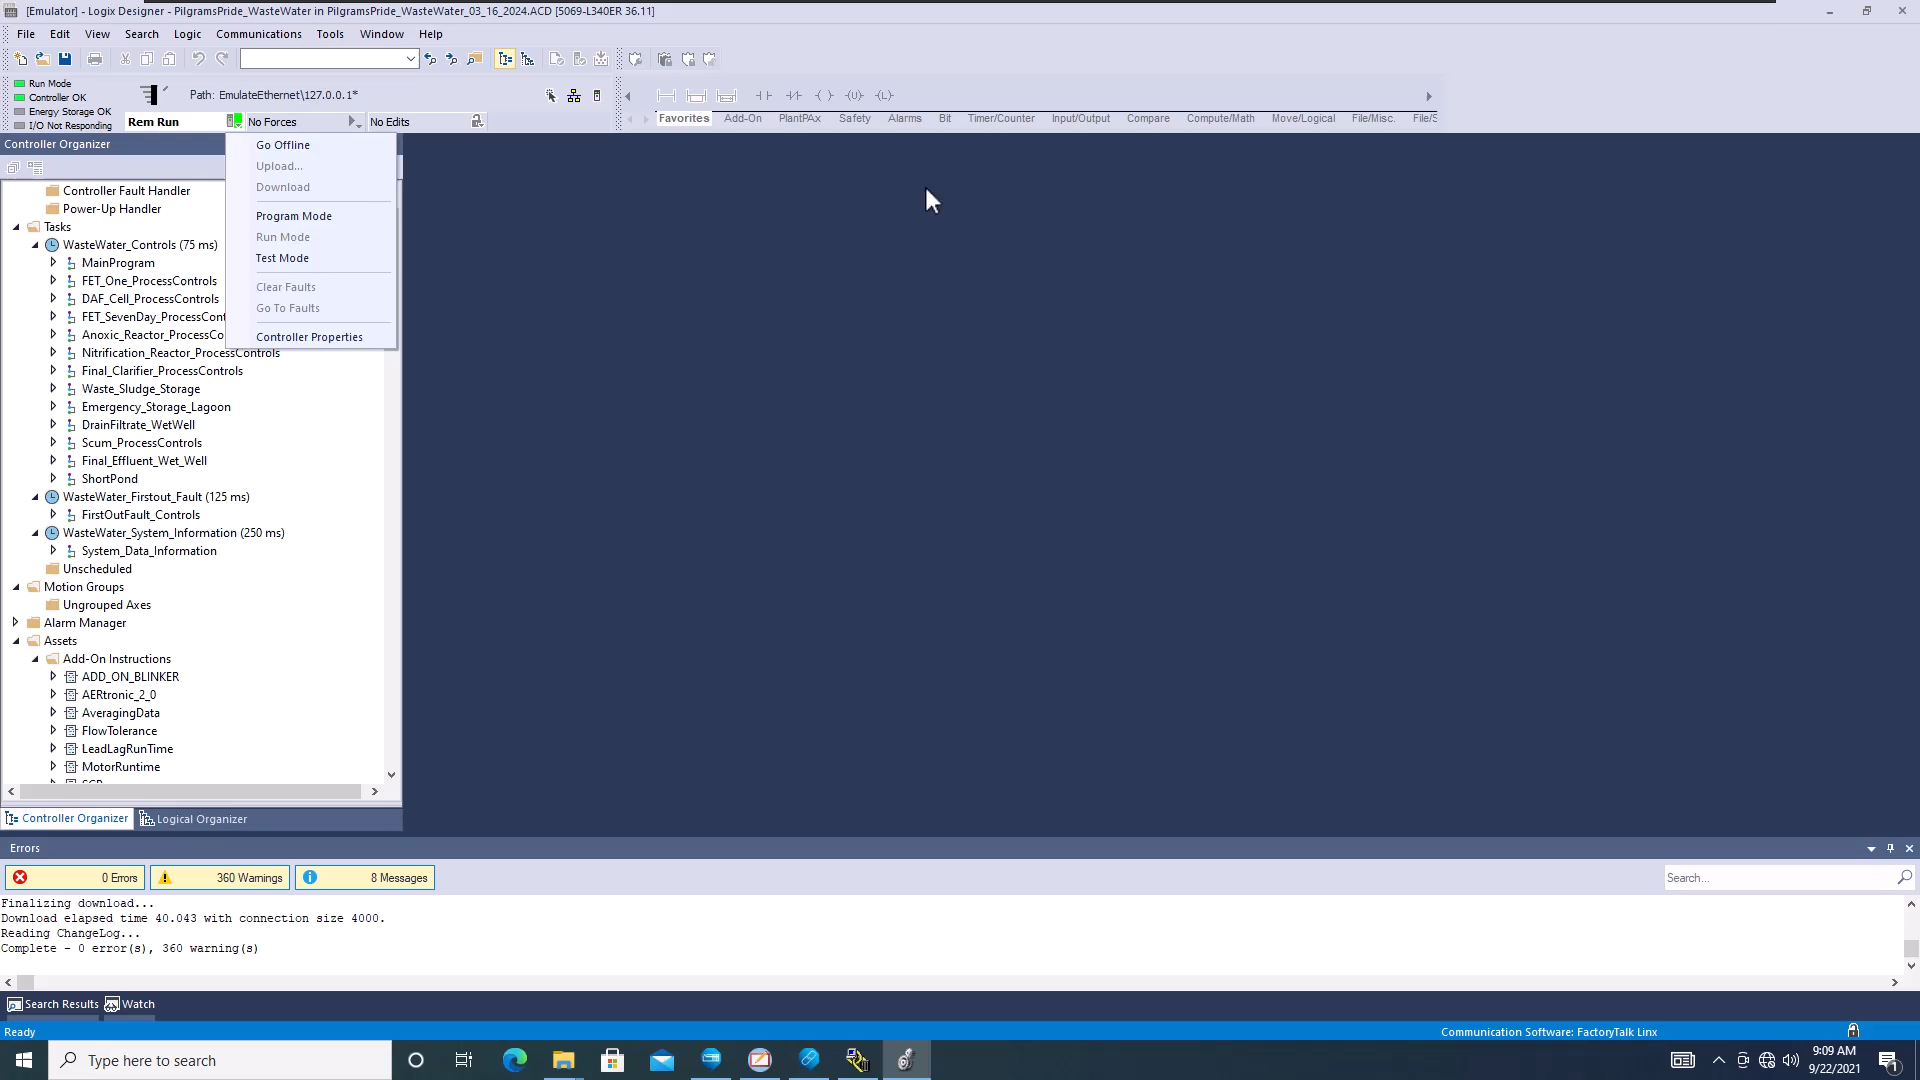 [Emulator] - Logix Designer - PilgramsPride_WasteWater in PilgramsPride_WasteWater_03_16_2024.ACD [5069-L340ER 36.11]
File Edit View Search Logic Communications Tools Window Help
Run Mode
Controller OK
Energy Storage OK
I/O Not Responding
Path: EmulateEthernet\127.0.0.1*
Rem Run No Forces No Edits
Favorites Add-On PlantPAx Safety Alarms Bit Timer/Counter Input/Output Compare Compute/Math Move/Logical File/Misc. File/S
Controller Organizer
Go Offline
Upload...
Download
Program Mode
Run Mode
Test Mode
Clear Faults
Go To Faults
Controller Properties
Controller Fault Handler
Power-Up Handler
Tasks
WasteWater_Controls (75 ms)
MainProgram
FET_One_ProcessControls
DAF_Cell_ProcessControls
FET_SevenDay_ProcessCont
Anoxic_Reactor_ProcessCo
Nitrification_Reactor_ProcessControls
Final_Clarifier_ProcessControls
Waste_Sludge_Storage
Emergency_Storage_Lagoon
DrainFiltrate_WetWell
Scum_ProcessControls
Final_Effluent_Wet_Well
ShortPond
WasteWater_Firstout_Fault (125 ms)
FirstOutFault_Controls
WasteWater_System_Information (250 ms)
System_Data_Information
Unscheduled
Motion Groups
Ungrouped Axes
Alarm Manager
Assets
Add-On Instructions
ADD_ON_BLINKER
AERtronic_2_0
AveragingData
FlowTolerance
LeadLagRunTime
MotorRuntime
Controller Organizer Logical Organizer
Errors
0 Errors 360 Warnings 8 Messages Search...
Finalizing download...
Download elapsed time 40.043 with connection size 4000.
Reading ChangeLog...
Complete - 0 error(s), 360 warning(s)
Search Results Watch
Ready Communication Software: FactoryTalk Linx
Type here to search
9:09 AM
9/22/2021
1